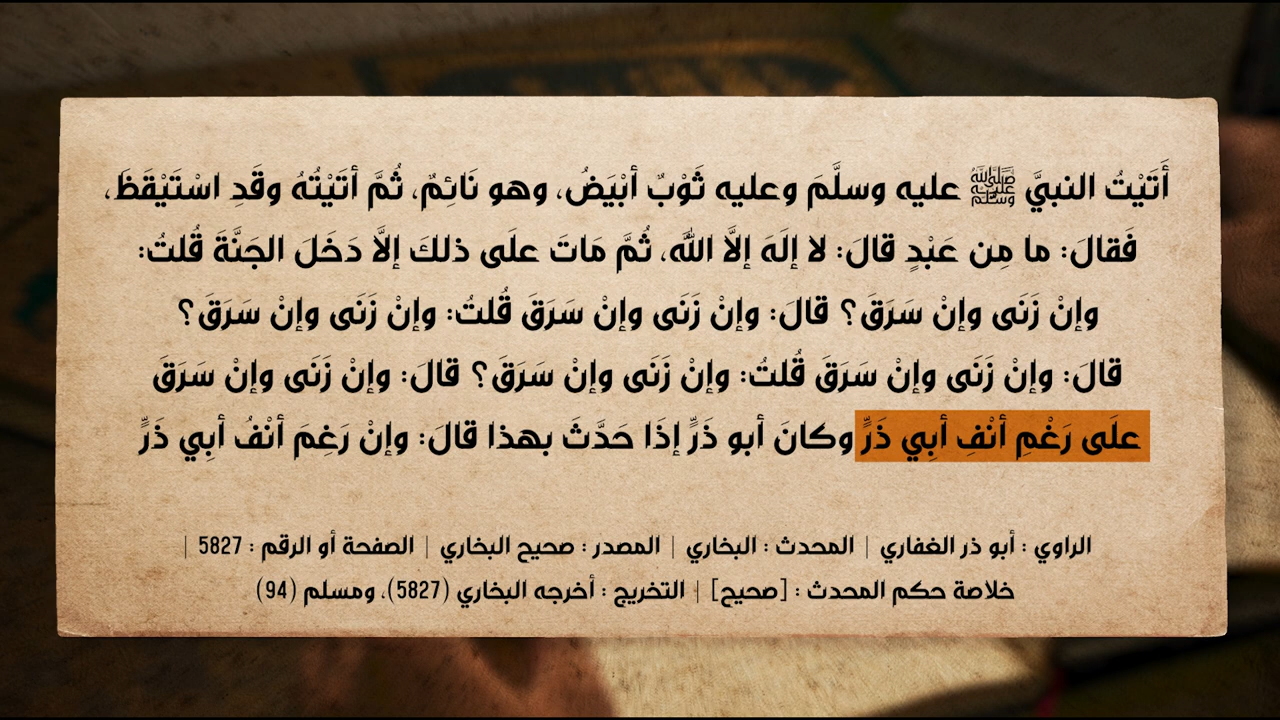 أَتَيْتُ النبيَّ ﷺ عليه وسلَّمَ وعليه ثَوْبٌ أبْيَضُ، وهو نَائِمٌ، ثُمَّ أتَيْتُهُ وقَدِ اسْتَيْقَظَ،
فَقالَ: ما مِن عَبْدٍ قالَ: لا إلَهَ إلَّا اللَّهُ، ثُمَّ مَاتَ علَى ذلكَ إلَّا دَخَلَ الجَنَّةَ قُلتُ:
وإنْ زَنَى وإنْ سَرَقَ؟ قالَ: وإنْ زَنَى وإنْ سَرَقَ قُلتُ: وإنْ زَنَى وإنْ سَرَقَ؟
قالَ: وإنْ زَنَى وإنْ سَرَقَ قُلتُ: وإنْ زَنَى وإنْ سَرَقَ؟ قالَ: وإنْ زَنَى وإنْ سَرَقَ
علَى رَغْمِ أنْفِ أبِي ذَرٍّ وكانَ أبو ذَرٍّ إذَا حَدَّثَ بهذا قالَ: وإنْ رَغِمَ أنْفُ أبِي ذَرٍّ
الراوي : أبو ذر الغفاري | المحدث : البخاري | المصدر : صحيح البخاري | الصفحة أو الرقم : 5827 |
خلاصة حكم المحدث : [صحيح] | التخريج : أخرجه البخاري (5827)، ومسلم (94)